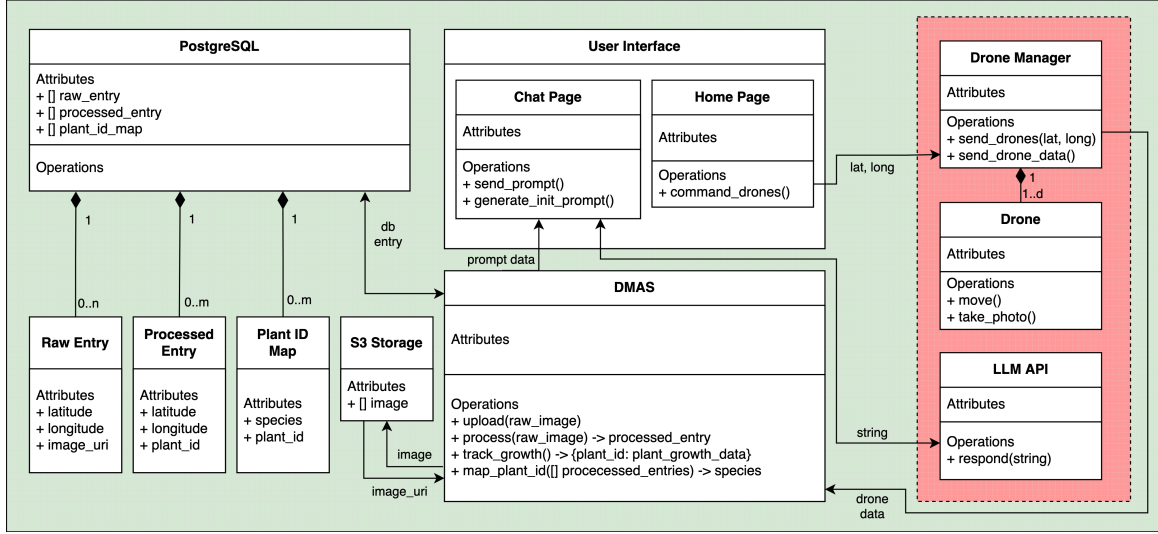 PostgreSQL
Attributes
+ [] raw_entry
+ [] processed_entry
+ [] plant_id_map
Operations
1
1
1
0..n
0..m
0..m
db
entry
Raw Entry
Attributes
+ latitude
+ longitude
+ image_uri
Processed
Entry
Attributes
+ latitude
+ longitude
+ plant_id
Plant ID
Map
Attributes
+ species
+ plant_id
S3 Storage
Attributes
+ [] image
image
image_uri
User Interface
Chat Page
Attributes
Operations
+ send_prompt()
+ generate_init_prompt()
Home Page
Attributes
Operations
+ command_drones()
prompt data
DMAS
Attributes
Operations
+ upload(raw_image)
+ process(raw_image) -> processed_entry
+ track_growth() -> {plant_id: plant_growth_data}
+ map_plant_id([] procecessed_entries) -> species
lat, long
string
drone
data
Drone Manager
Attributes
Operations
+ send_drones(lat, long)
+ send_drone_data()
1
1..d
Drone
Attributes
Operations
+ move()
+ take_photo()
LLM API
Attributes
Operations
+ respond(string)